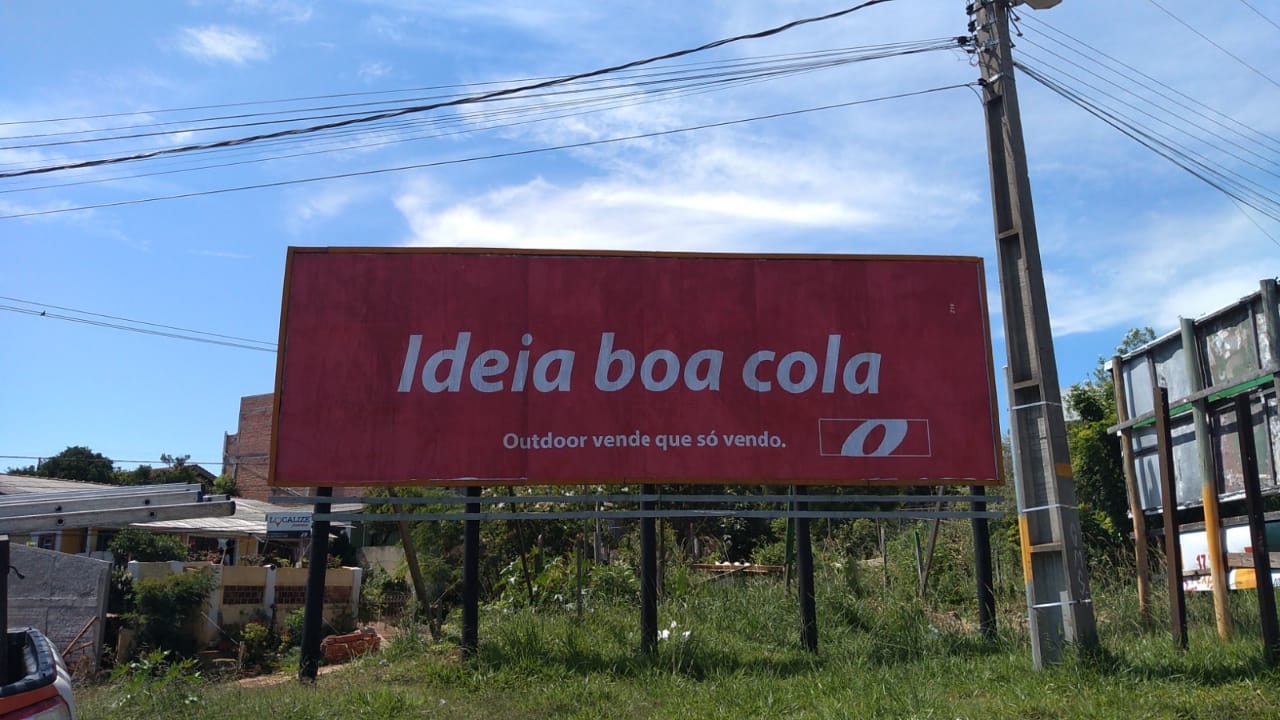 Ideia boa cola
Outdoor vende que só vendo.
LOCALIZE